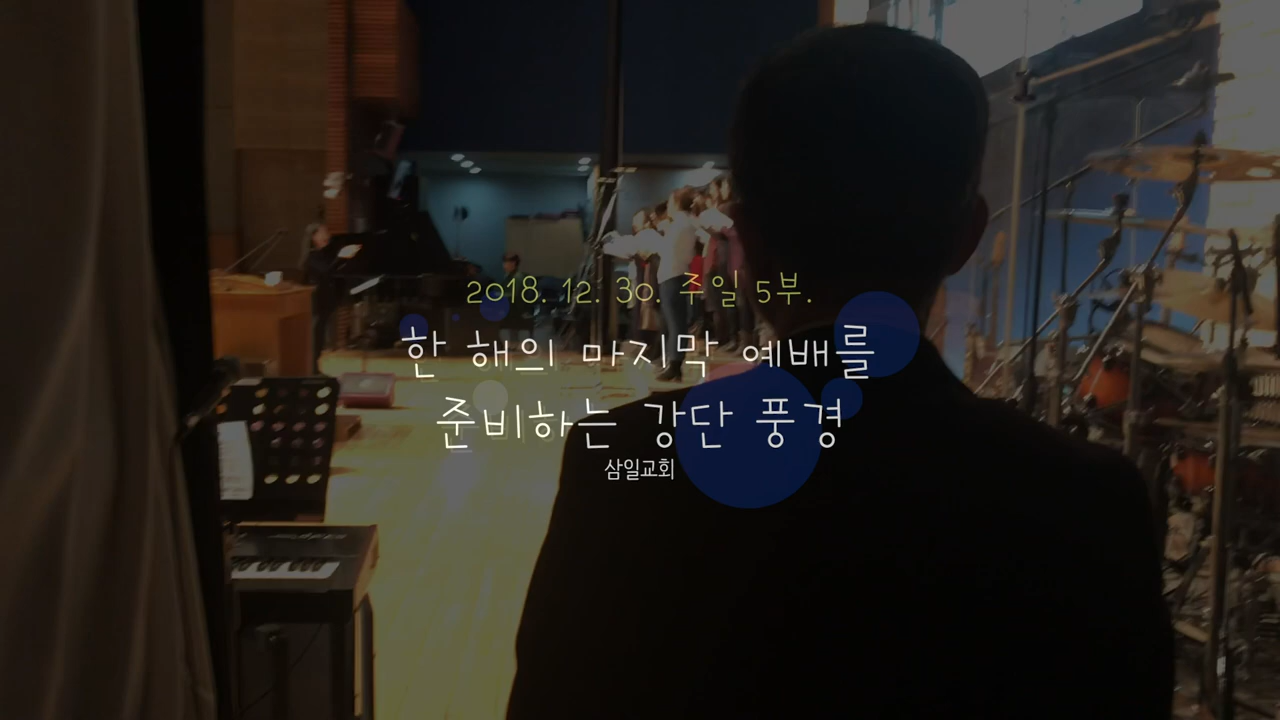 2018. 12. 30. 주일 5부.
한 해의 마지막 예배를
준비하는 강단 풍경
삼일교회